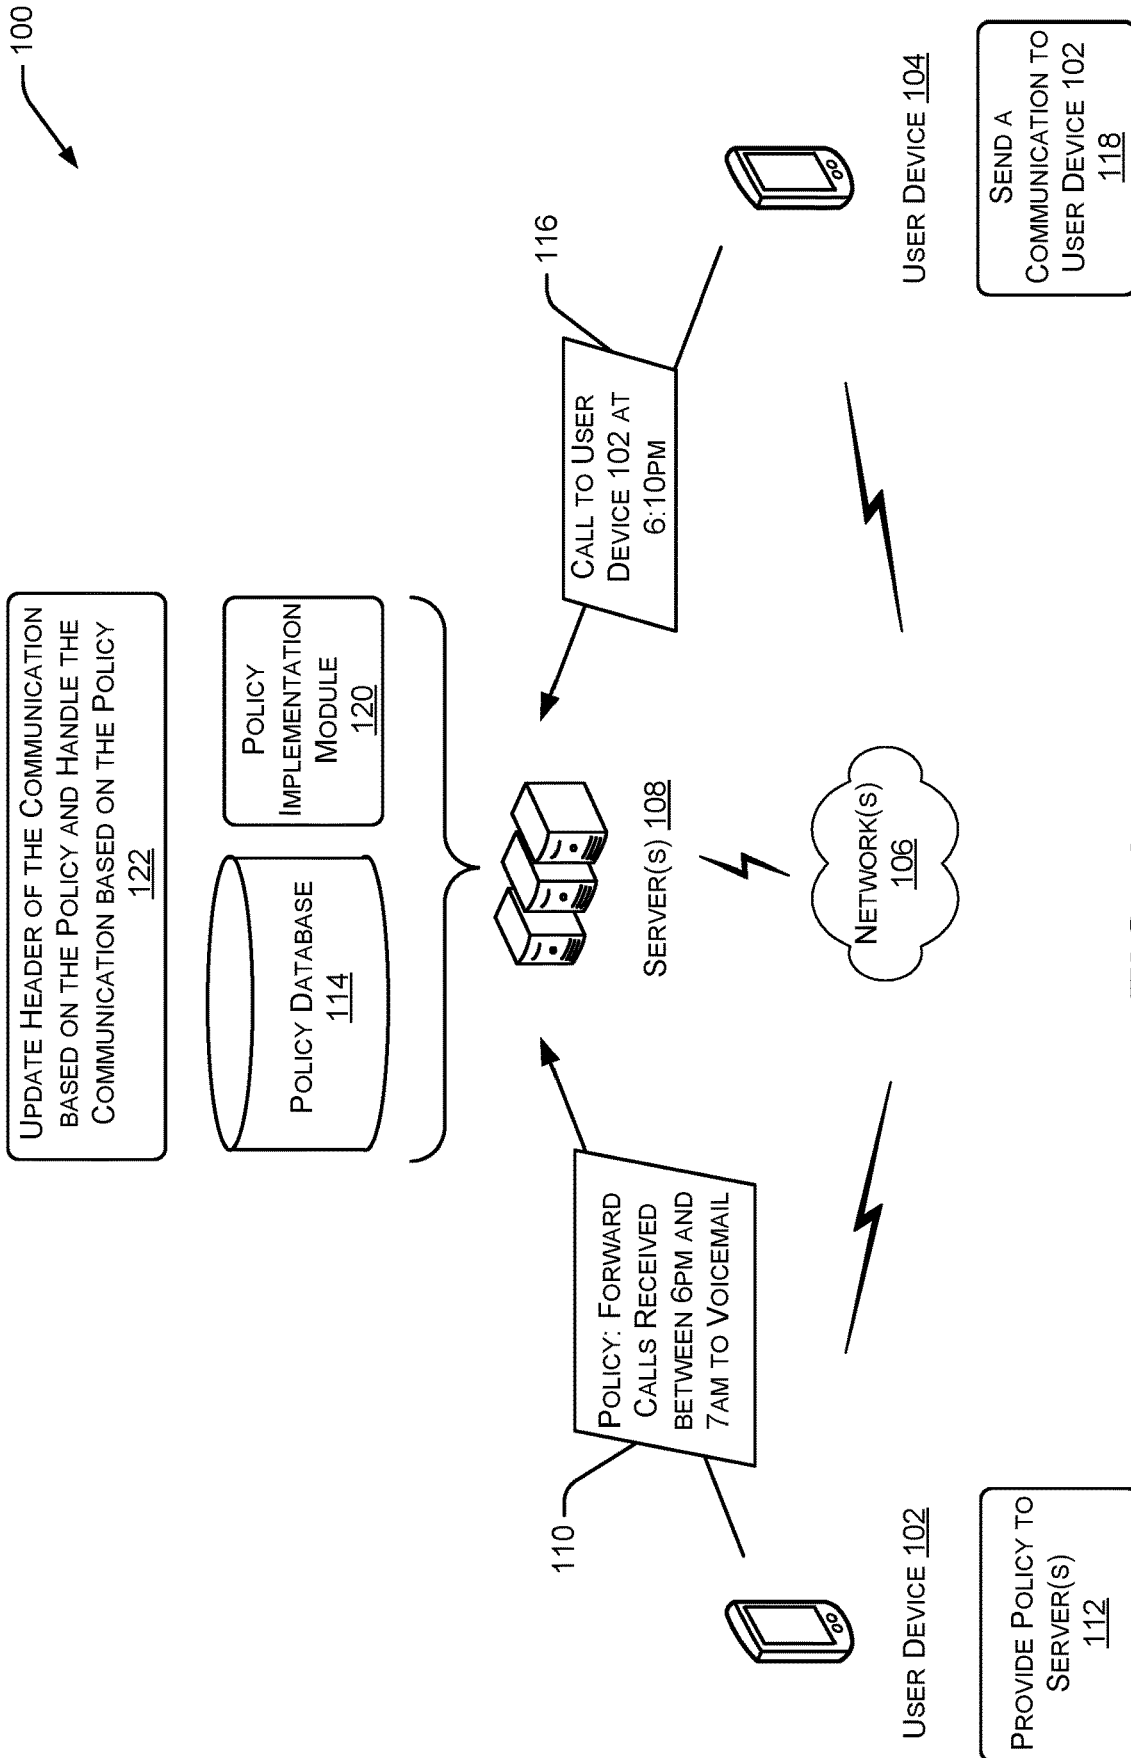 100
UPDATE HEADER OF THE COMMUNICATION
BASED ON THE POLICY AND HANDLE THE
COMMUNICATION BASED ON THE POLICY
122
POLICY DATABASE
114
POLICY
IMPLEMENTATION
MODULE
120
110
POLICY: FORWARD
CALLS RECEIVED
BETWEEN 6PM AND
7AM TO VOICEMAIL
SERVER(S) 108
116
CALL TO USER
DEVICE 102 AT
6:10PM
USER DEVICE 102
NETWORK(S)
106
USER DEVICE 104
PROVIDE POLICY TO
SERVER(S)
112
SEND A
COMMUNICATION TO
USER DEVICE 102
118